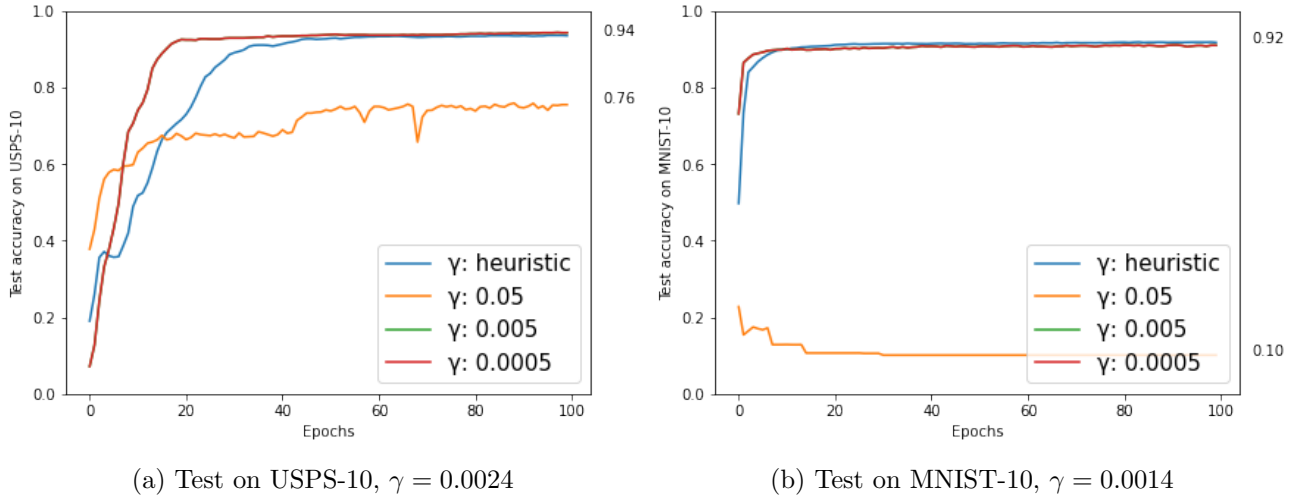 1.0
0.8
0.6
0.4
0.2
0.0
Test accuracy on USPS-10
0.94
0.76
γ: heuristic
γ: 0.05
γ: 0.005
γ: 0.0005
0 20 40 60 80 100
Epochs
(a) Test on USPS-10, γ = 0.0024
1.0
0.8
0.6
0.4
0.2
0.0
Test accuracy on MNIST-10
0.92
0.10
γ: heuristic
γ: 0.05
γ: 0.005
γ: 0.0005
0 20 40 60 80 100
Epochs
(b) Test on MNIST-10, γ = 0.0014